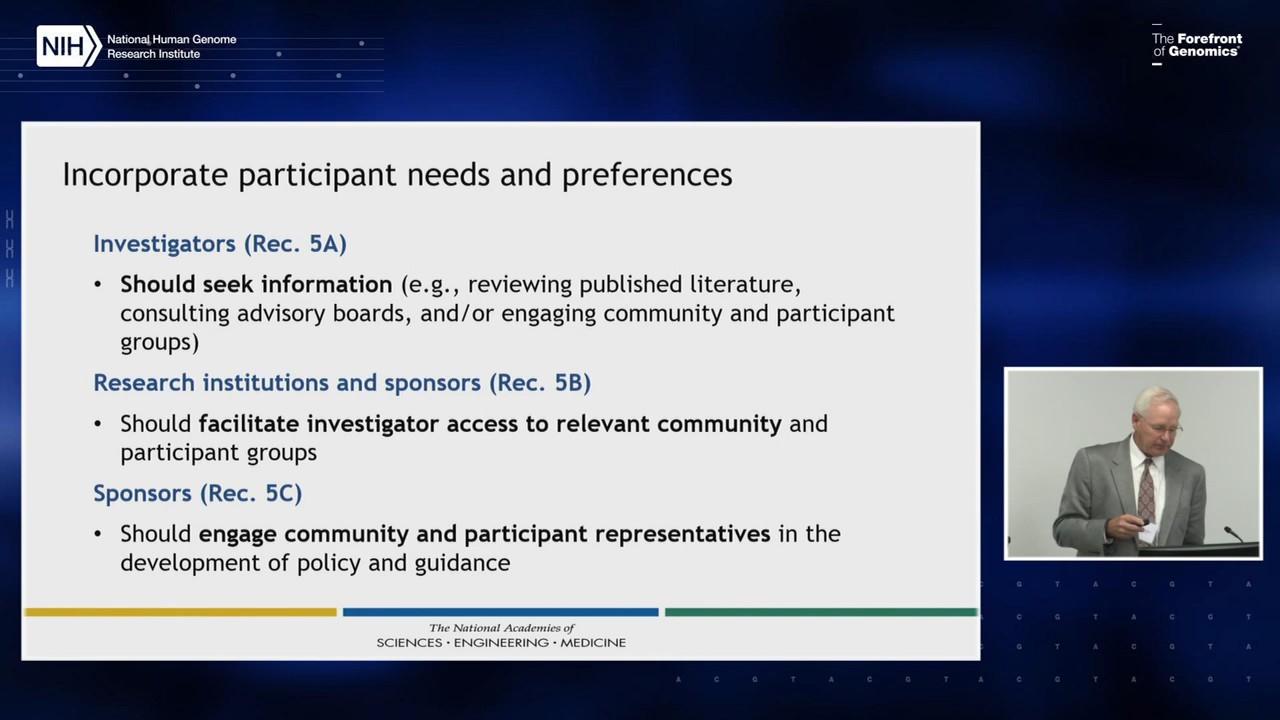 NIH
National Human Genome
Research Institute
The Forefront
of Genomics®
Incorporate participant needs and preferences
Investigators (Rec. 5A)
• Should seek information (e.g., reviewing published literature,
consulting advisory boards, and/or engaging community and participant
groups)
Research institutions and sponsors (Rec. 5B)
• Should facilitate investigator access to relevant community and
participant groups
Sponsors (Rec. 5C)
• Should engage community and participant representatives in the
development of policy and guidance
The National Academies of
SCIENCES • ENGINEERING • MEDICINE
C G T A C G T A
A C G T A C G T
C G T A C G T A
A C G T A C G T A C G T A C G T